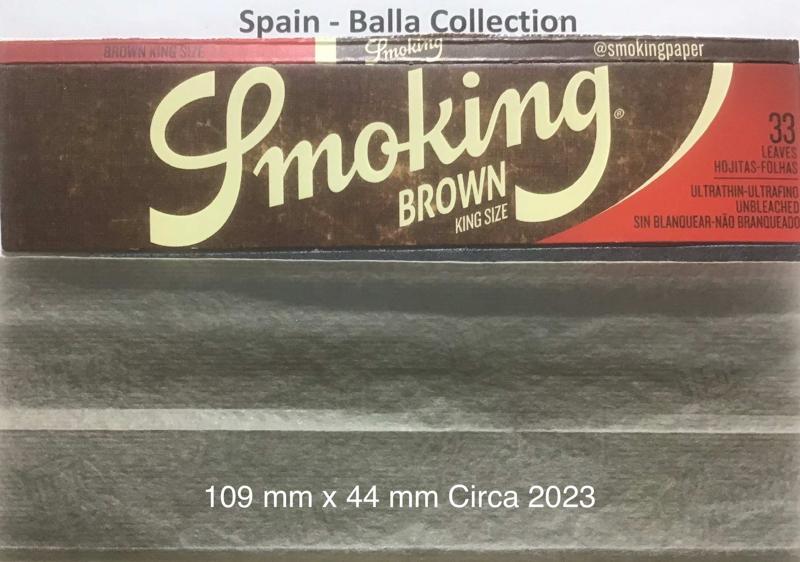 Spain - Balla Collection
BROWN KING SIZE
Smoking
@smokingpaper
Smoking®
BROWN
KING SIZE
33
LEAVES
HOJITAS-FOLHAS
ULTRATHIN-ULTRAFINO
UNBLEACHED
SIN BLANQUEAR-NÃO BRANQUEADO
109 mm x 44 mm Circa 2023